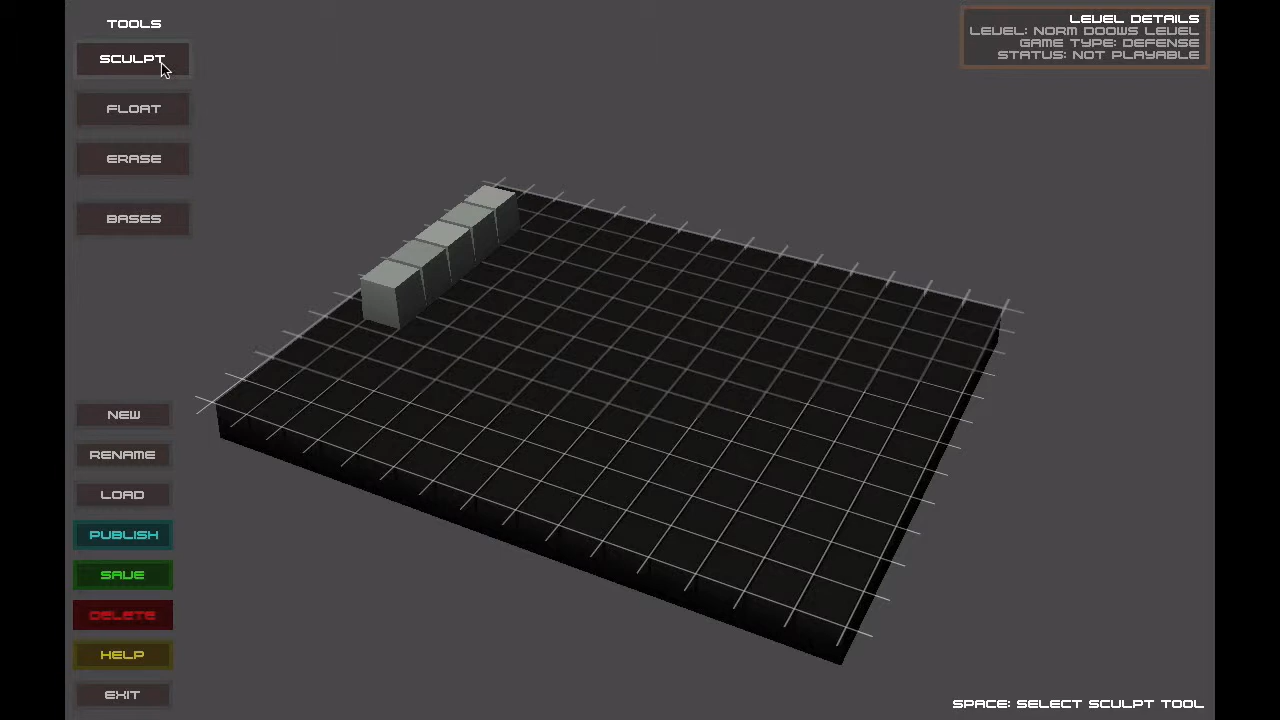 TOOLS
SCULPT
FLOAT
ERASE
BASES
NEW
RENAME
LOAD
PUBLISH
SAVE
DELETE
HELP
EXIT
LEVEL DETAILS
LEVEL: NORM DOOWS LEVEL
GAME TYPE: DEFENSE
STATUS: NOT PLAYABLE
SPACE: SELECT SCULPT TOOL